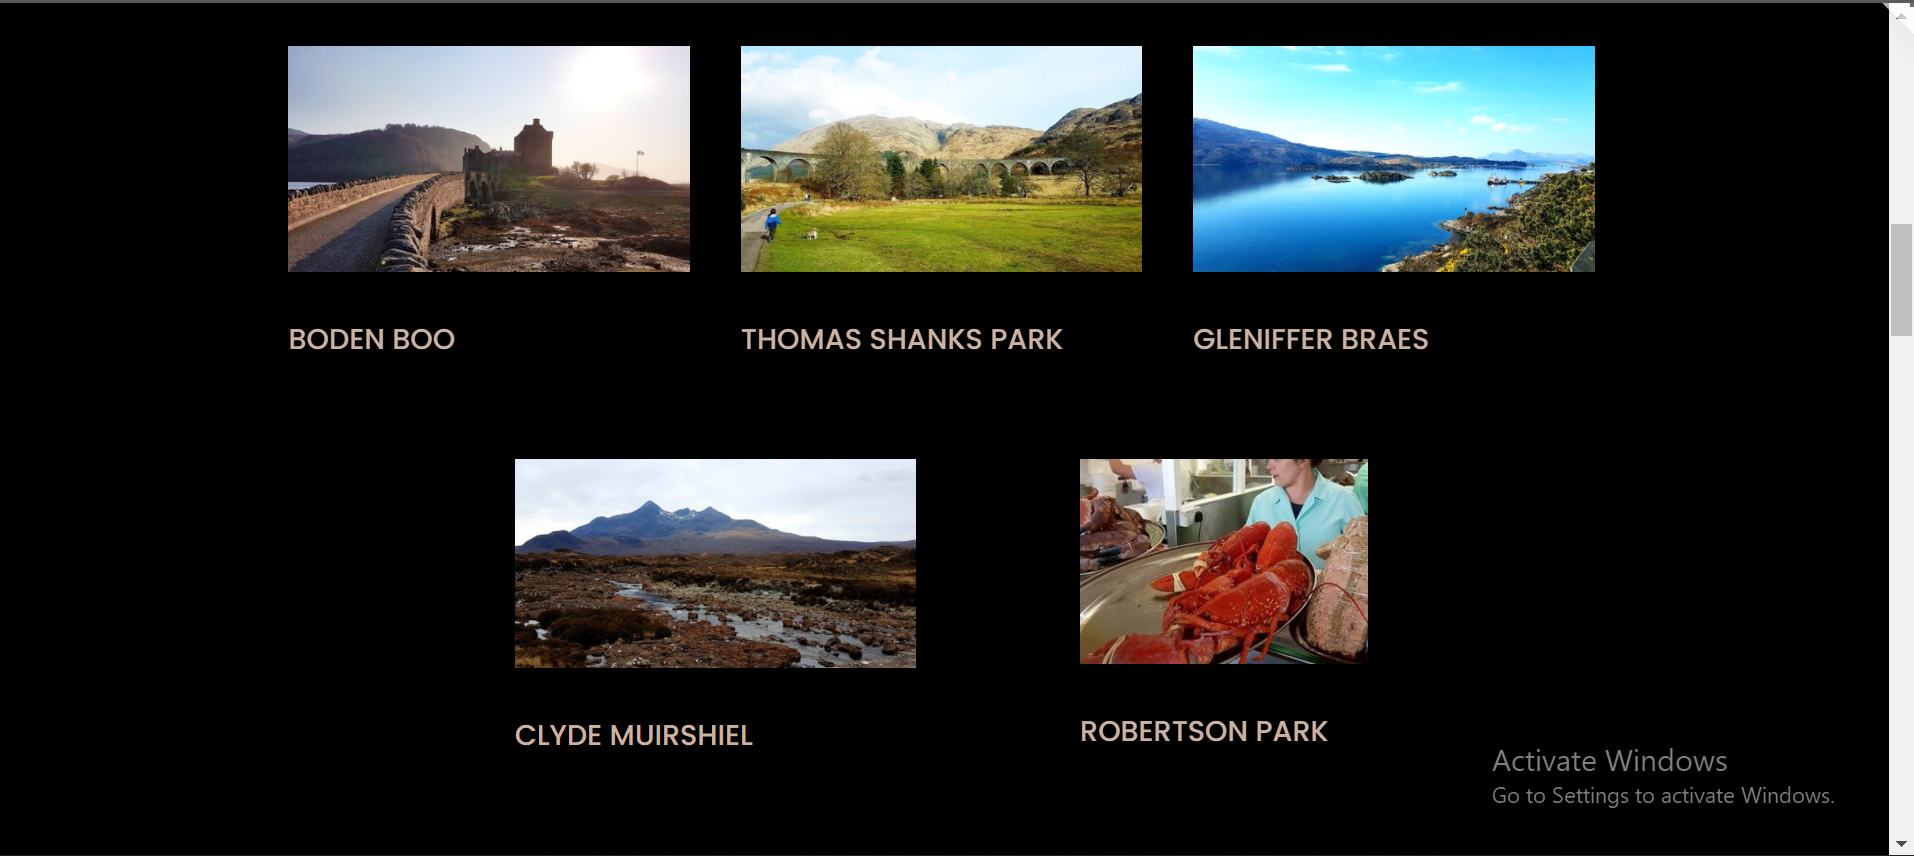 BODEN BOO
THOMAS SHANKS PARK
GLENIFFER BRAES
CLYDE MUIRSHIEL
ROBERTSON PARK
Activate Windows
Go to Settings to activate Windows.